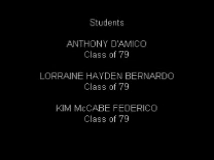 Students
ANTHONY D'AMICO
Class of 79
LORRAINE HAYDEN BERNARDO
Class of 79
KIM McCABE FEDERICO
Class of 79